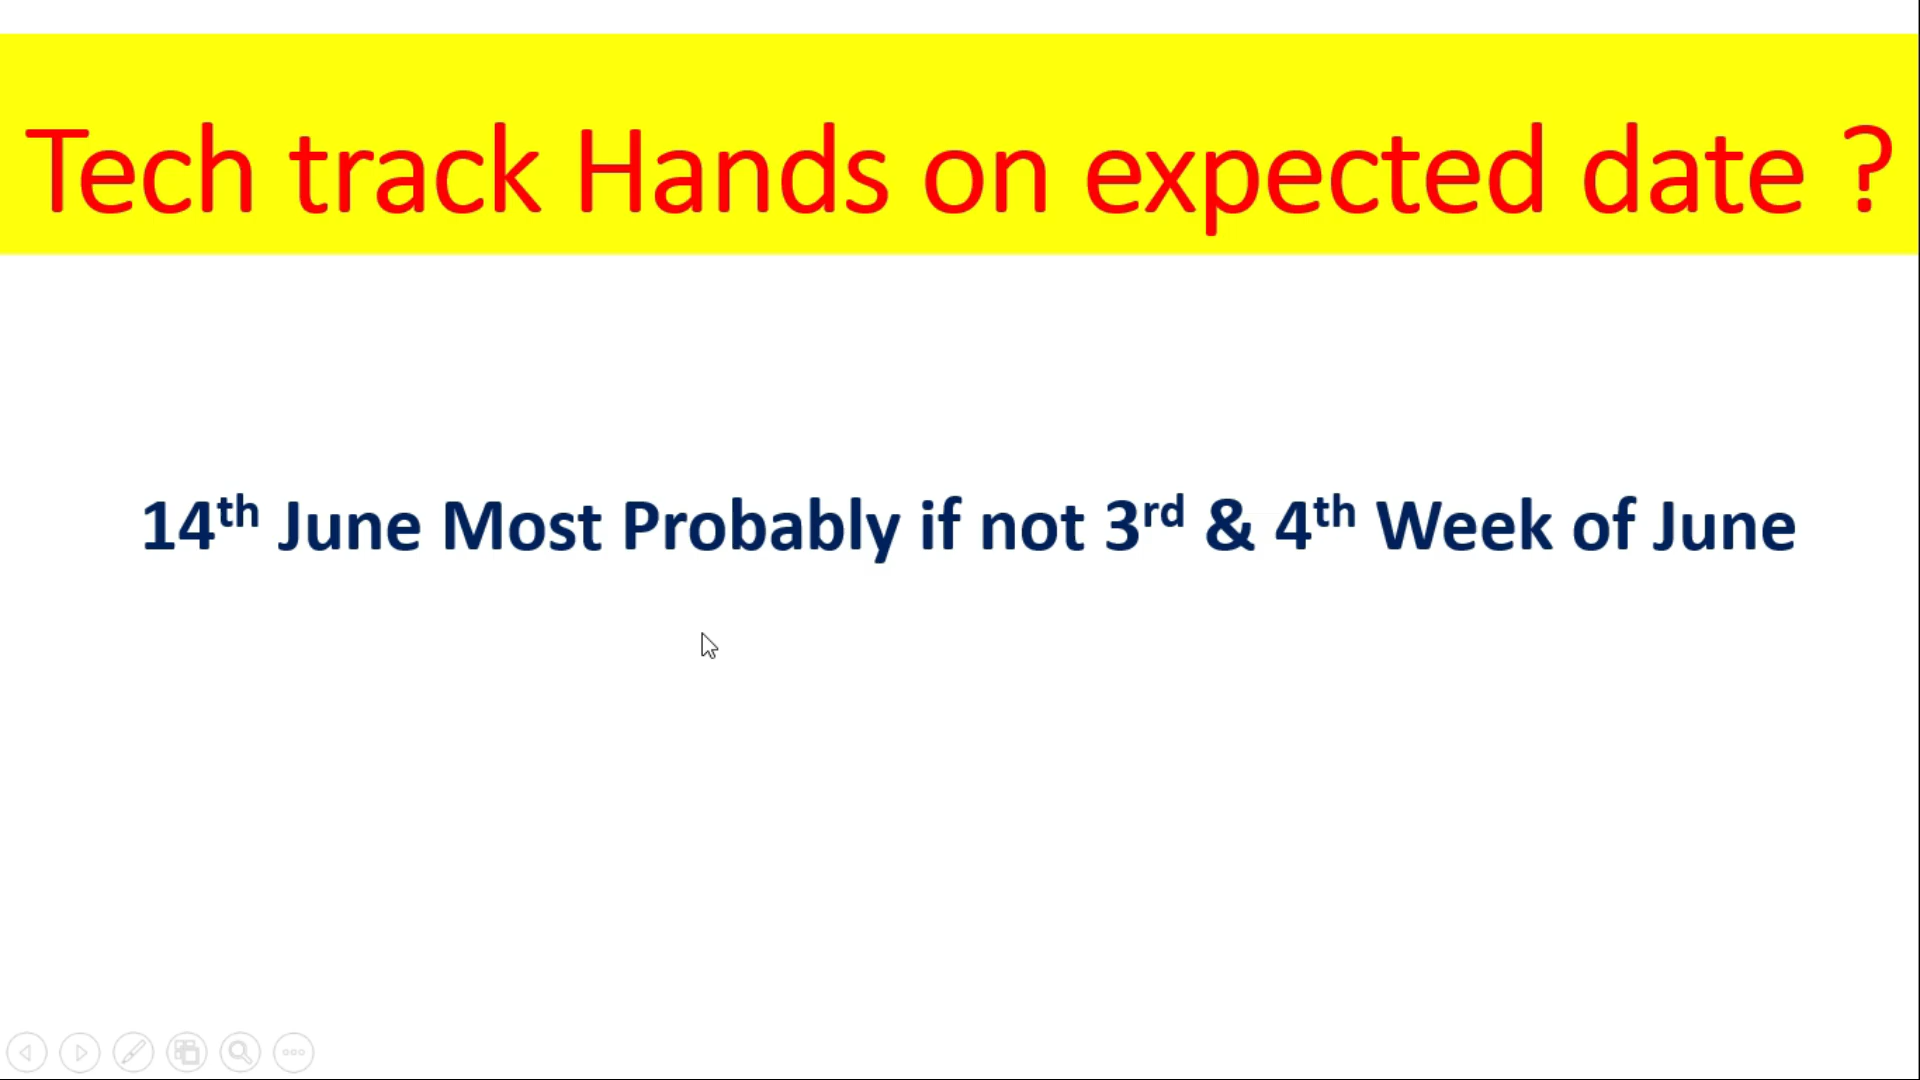 Tech track Hands on expected date ?
14th June Most Probably if not 3rd & 4th Week of June